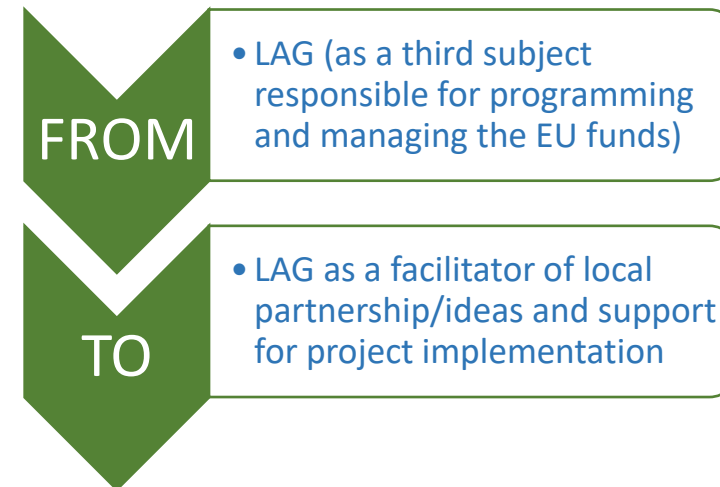 FROM
• LAG (as a third subject
responsible for programming
and managing the EU funds)
TO
• LAG as a facilitator of local
partnership/ideas and support
for project implementation